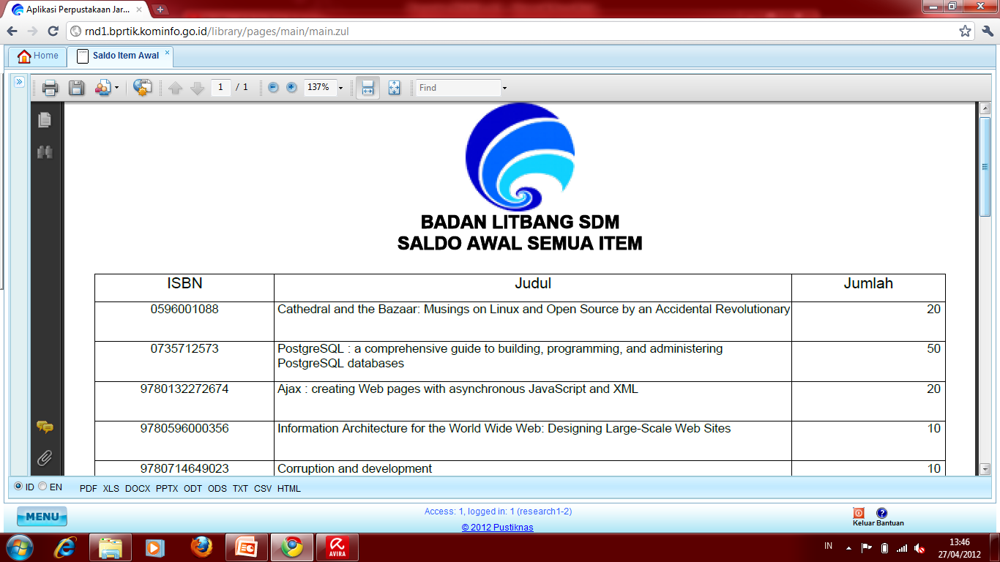 Aplikasi Perpustakaan Jar...
rnd1.bprtik.kominfo.go.id/library/pages/main/main.zul
Home
Saldo Item Awal
1 / 1
137%
Find
BADAN LITBANG SDM
SALDO AWAL SEMUA ITEM
ISBN Judul Jumlah
0596001088 Cathedral and the Bazaar: Musings on Linux and Open Source by an Accidental Revolutionary 20
0735712573 PostgreSQL : a comprehensive guide to building, programming, and administering 50
PostgreSQL databases
9780132272674 Ajax : creating Web pages with asynchronous JavaScript and XML 20
9780596000356 Information Architecture for the World Wide Web: Designing Large-Scale Web Sites 10
9780714649023 Corruption and development 10
ID EN PDF XLS DOCX PPTX ODT ODS TXT CSV HTML
MENU
Access: 1, logged in: 1 (research1-2)
© 2012 Pustiknas
Keluar Bantuan
AVIRA
IN
13:46
27/04/2012